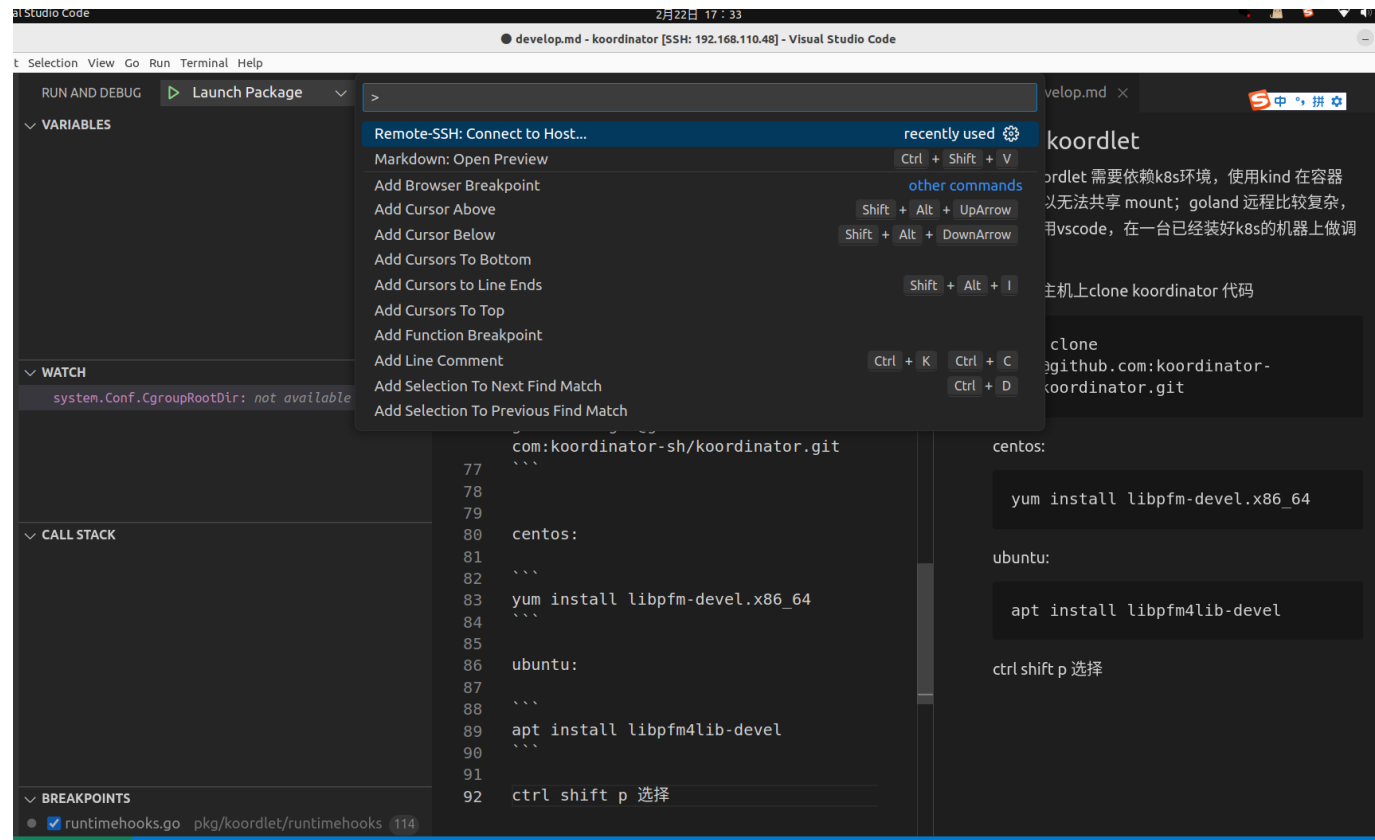 al Studio Code
2月22日 17：33
● develop.md - koordinator [SSH: 192.168.110.48] - Visual Studio Code
t Selection View Go Run Terminal Help
RUN AND DEBUG Launch Package
>
velop.md
中 °, 拼
VARIABLES
Remote-SSH: Connect to Host... recently used
Markdown: Open Preview Ctrl + Shift + V
Add Browser Breakpoint other commands
Add Cursor Above Shift + Alt + UpArrow
Add Cursor Below Shift + Alt + DownArrow
Add Cursors To Bottom
Add Cursors to Line Ends Shift + Alt + I
Add Cursors To Top
Add Function Breakpoint
Add Line Comment Ctrl + K Ctrl + C
Add Selection To Next Find Match Ctrl + D
Add Selection To Previous Find Match
WATCH
system.Conf.CgroupRootDir: not available
CALL STACK
BREAKPOINTS
runtimehooks.go pkg/koordlet/runtimehooks 114
com:koordinator-sh/koordinator.git
77 ```
78
79
80 centos:
81
82 ```
83 yum install libpfm-devel.x86_64
84 ```
85
86 ubuntu:
87
88 ```
89 apt install libpfm4lib-devel
90 ```
91
92 ctrl shift p 选择
koordlet
ordlet 需要依赖k8s环境，使用kind 在容器
以无法共享 mount；goland 远程比较复杂，
用vscode，在一台已经装好k8s的机器上做调
主机上clone koordinator 代码
clone
@github.com:koordinator-
koordinator.git
centos:
yum install libpfm-devel.x86_64
ubuntu:
apt install libpfm4lib-devel
ctrl shift p 选择